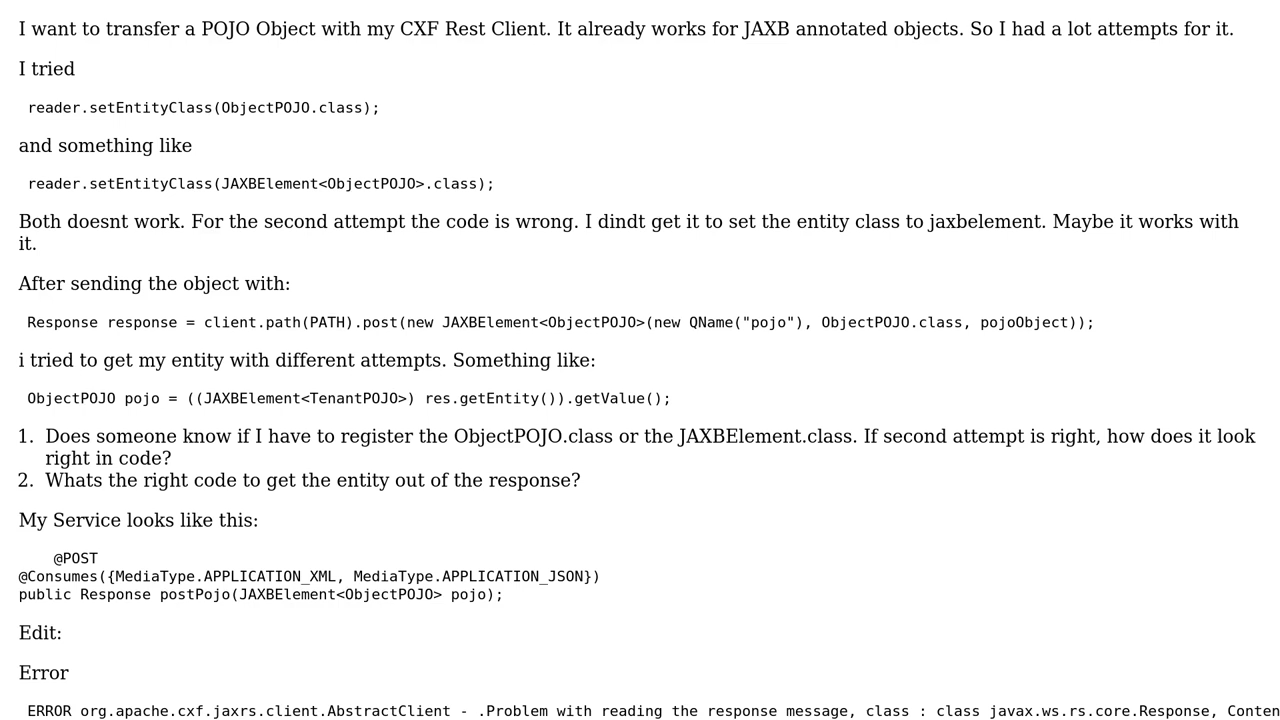 I want to transfer a POJO Object with my CXF Rest Client. It already works for JAXB annotated objects. So I had a lot attempts for it.
I tried
reader.setEntityClass(ObjectPOJO.class);
and something like
reader.setEntityClass(JAXBElement<ObjectPOJO>.class);
Both doesnt work. For the second attempt the code is wrong. I dindt get it to set the entity class to jaxbelement. Maybe it works with
it.
After sending the object with:
Response response = client.path(PATH).post(new JAXBElement<ObjectPOJO>(new QName("pojo"), ObjectPOJO.class, pojoObject));
i tried to get my entity with different attempts. Something like:
ObjectPOJO pojo = ((JAXBElement<TenantPOJO>) res.getEntity()).getValue();
1. Does someone know if I have to register the ObjectPOJO.class or the JAXBElement.class. If second attempt is right, how does it look
right in code?
2. Whats the right code to get the entity out of the response?
My Service looks like this:
@POST
@Consumes({MediaType.APPLICATION_XML, MediaType.APPLICATION_JSON})
public Response postPojo(JAXBElement<ObjectPOJO> pojo);
Edit:
Error
ERROR org.apache.cxf.jaxrs.client.AbstractClient - .Problem with reading the response message, class : class javax.ws.rs.core.Response, Conten